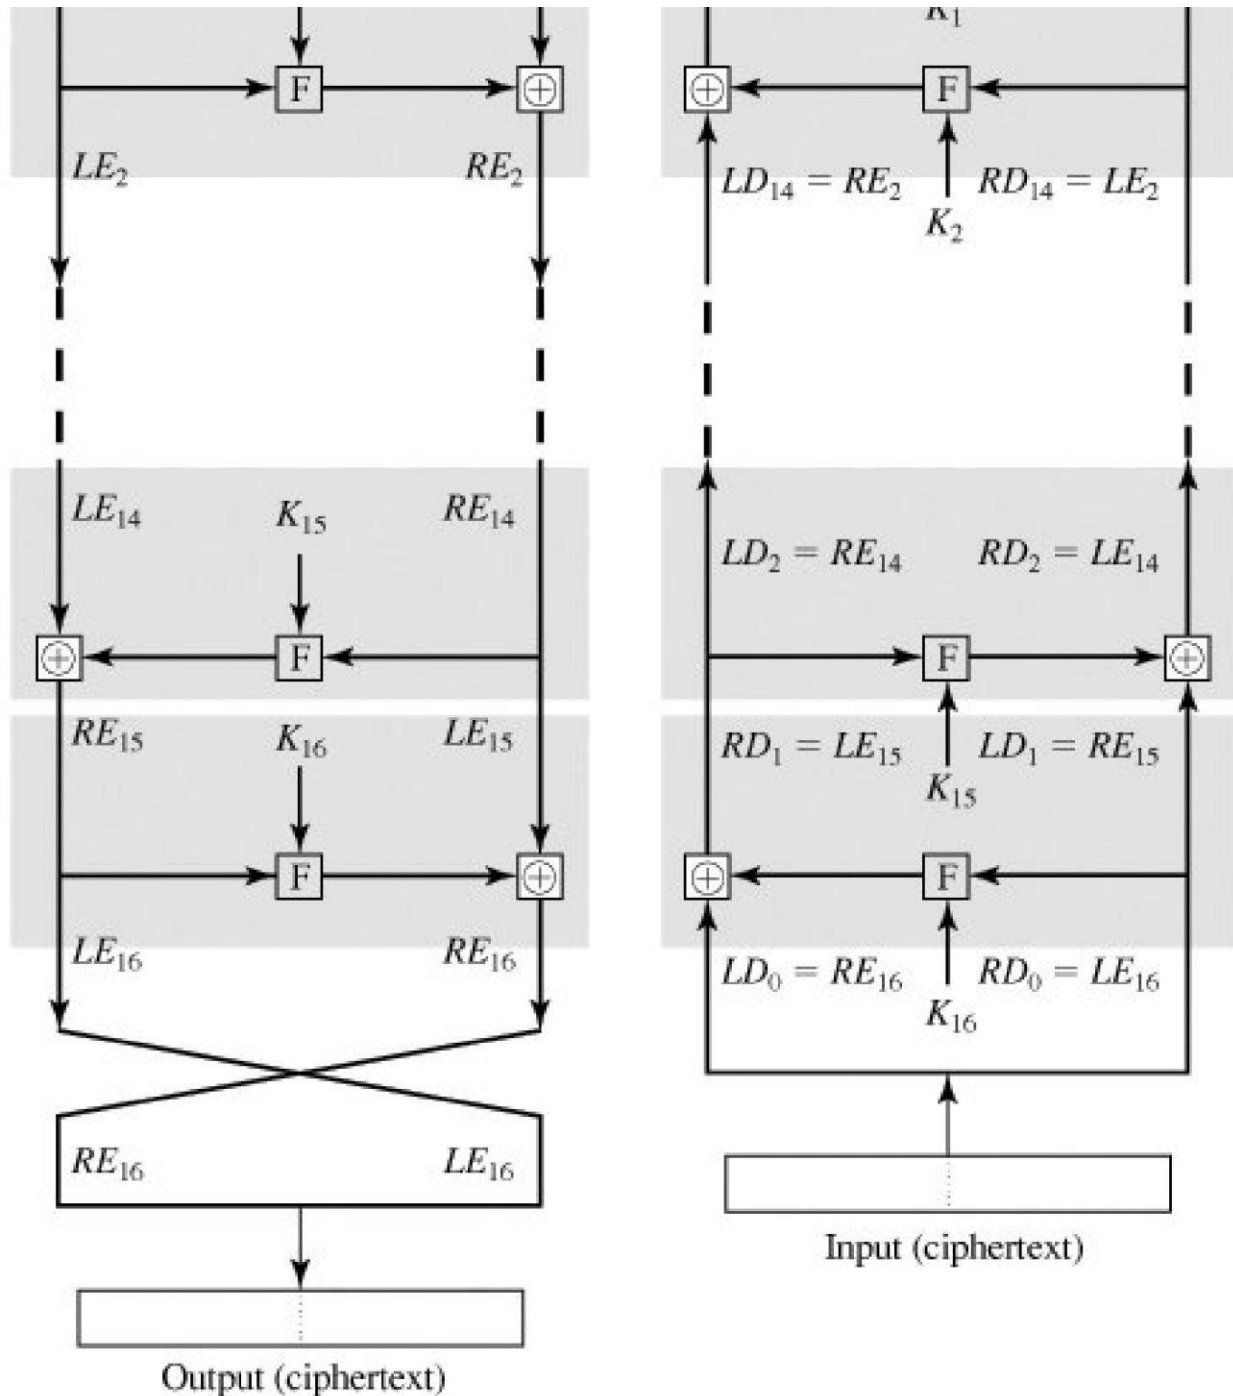 K₁
F
F
LE₂
RE₂
LD₁₄ = RE₂
RD₁₄ = LE₂
K₂
LE₁₄
K₁₅
RE₁₄
LD₂ = RE₁₄
RD₂ = LE₁₄
F
F
RE₁₅
K₁₆
LE₁₅
RD₁ = LE₁₅
LD₁ = RE₁₅
K₁₅
F
F
LE₁₆
RE₁₆
LD₀ = RE₁₆
RD₀ = LE₁₆
K₁₆
RE₁₆
LE₁₆
Input (ciphertext)
Output (ciphertext)